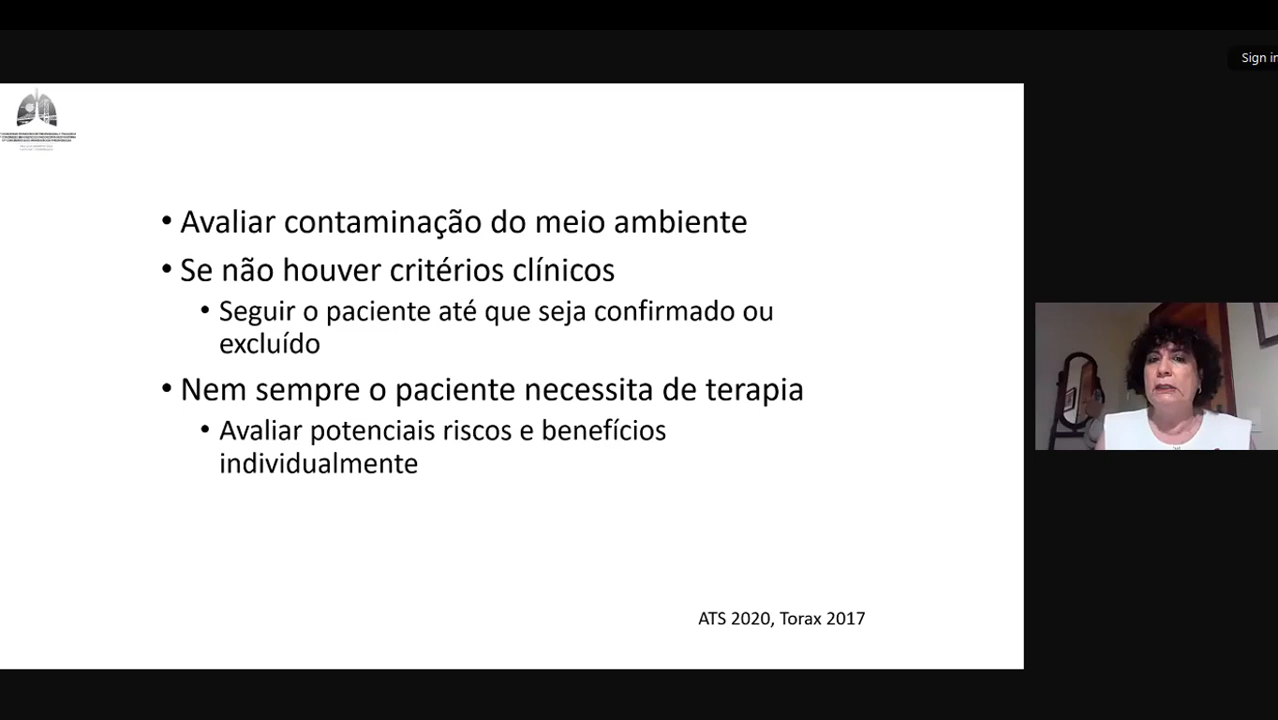 Sign in
• Avaliar contaminação do meio ambiente
• Se não houver critérios clínicos
• Seguir o paciente até que seja confirmado ou
excluído
• Nem sempre o paciente necessita de terapia
• Avaliar potenciais riscos e benefícios
individualmente
ATS 2020, Torax 2017